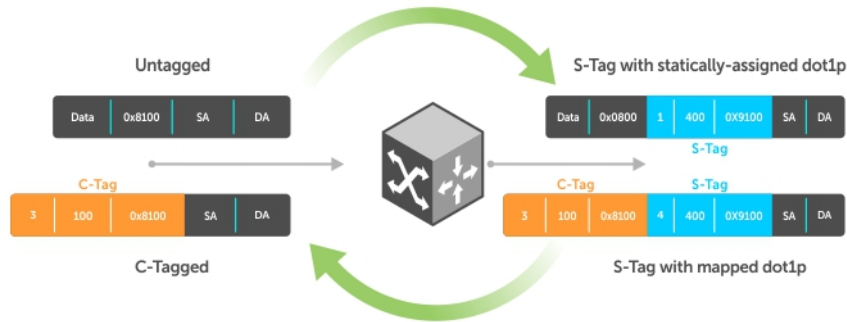 Untagged
S-Tag with statically-assigned dot1p
Data 0x8100 SA DA
Data 0x0800 1 400 0X9100 SA DA
S-Tag
C-Tag
C-Tag S-Tag
3 100 0x8100 SA DA
3 100 0x8100 4 400 0X9100 SA DA
C-Tagged
S-Tag with mapped dot1p